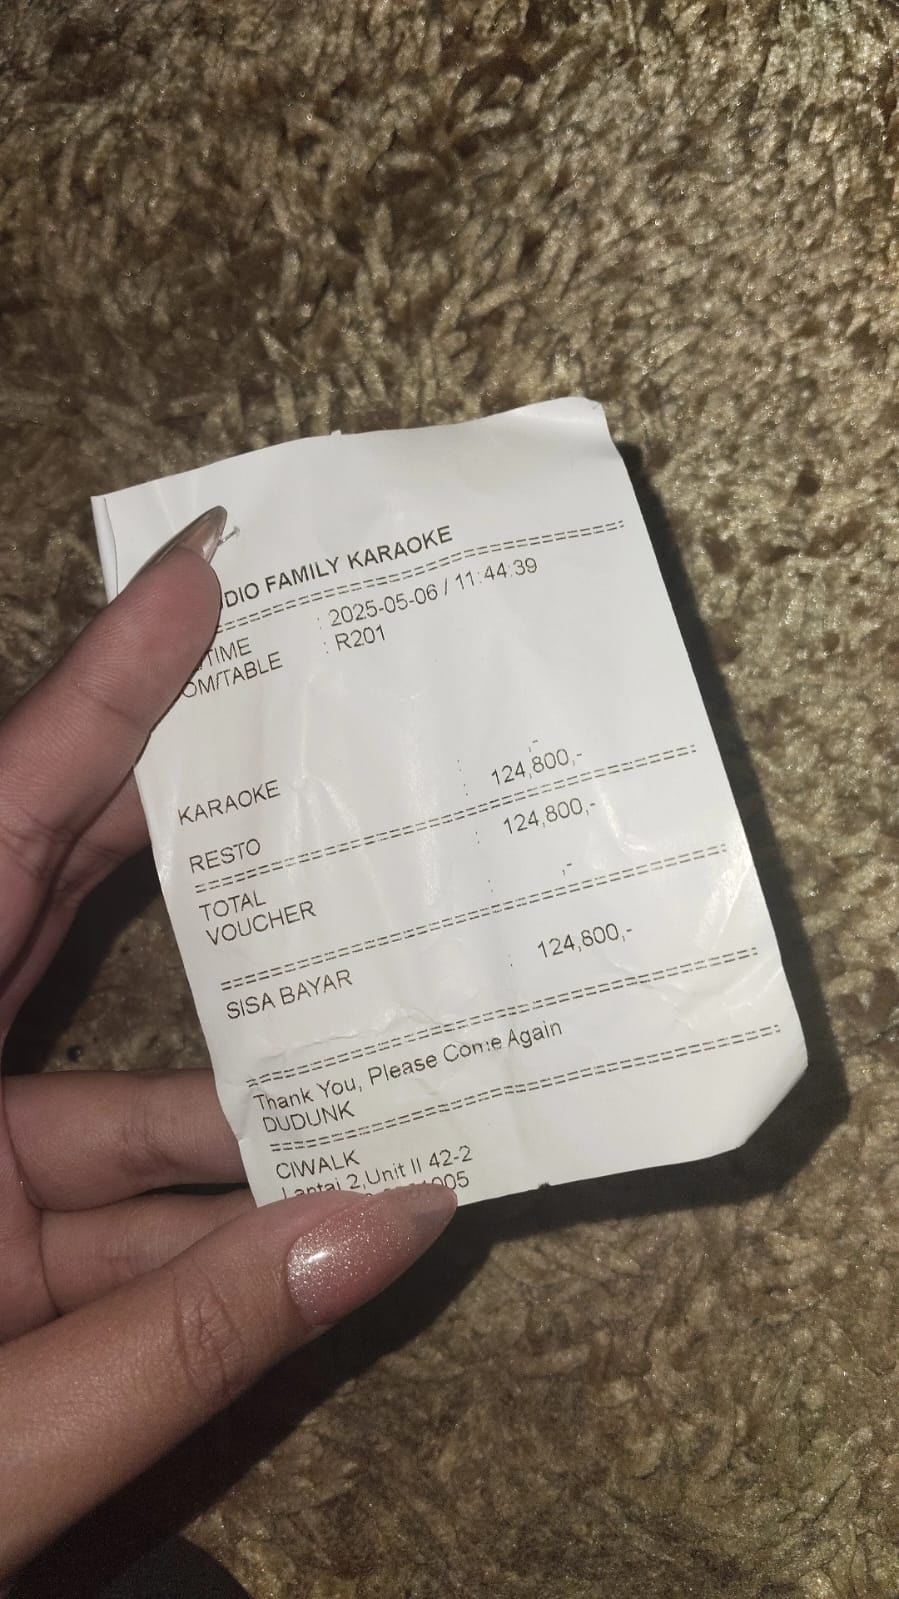 DIO FAMILY KARAOKE
TIME : 2025-05-06 / 11:44:39
OM/TABLE : R201
KARAOKE : ,-
RESTO : 124,800,-
TOTAL : 124,800,-
VOUCHER : ,-
SISA BAYAR : 124,800,-
Thank You, Please Come Again
DUDUNK
CIWALK
Lantai 2,Unit II 42-2
005